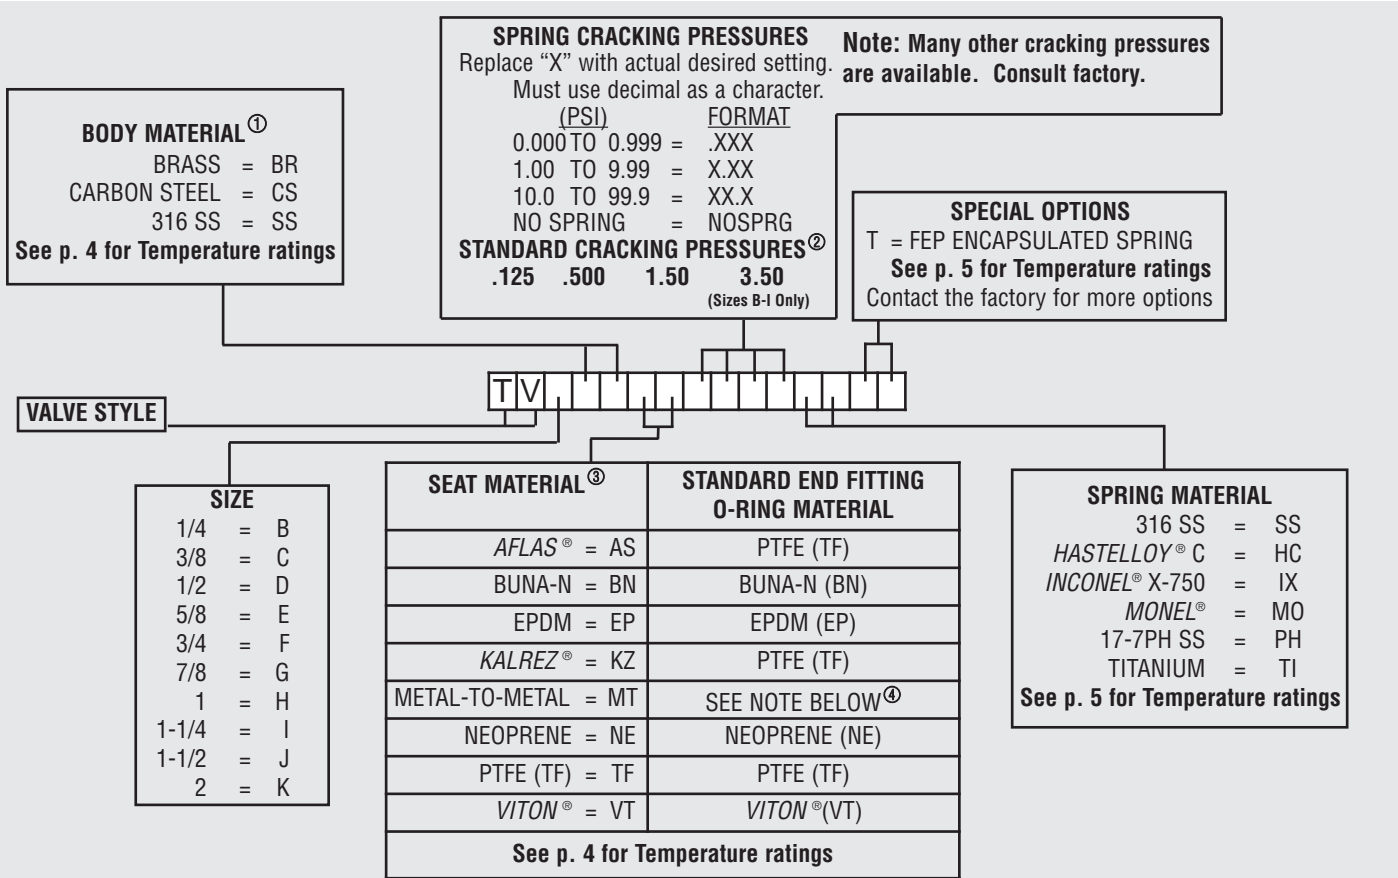 SPRING CRACKING PRESSURES
Replace “X” with actual desired setting.
Must use decimal as a character.
(PSI) FORMAT
0.000 TO 0.999 = .XXX
1.00 TO 9.99 = X.XX
10.0 TO 99.9 = XX.X
NO SPRING = NOSPRG
STANDARD CRACKING PRESSURES②
.125 .500 1.50 3.50
(Sizes B-I Only)
Note: Many other cracking pressures
are available. Consult factory.
BODY MATERIAL①
BRASS = BR
CARBON STEEL = CS
316 SS = SS
See p. 4 for Temperature ratings
SPECIAL OPTIONS
T = FEP ENCAPSULATED SPRING
See p. 5 for Temperature ratings
Contact the factory for more options
TV
VALVE STYLE
SIZE
1/4 = B
3/8 = C
1/2 = D
5/8 = E
3/4 = F
7/8 = G
1 = H
1-1/4 = I
1-1/2 = J
2 = K
SEAT MATERIAL③ STANDARD END FITTING
O-RING MATERIAL
AFLAS® = AS PTFE (TF)
BUNA-N = BN BUNA-N (BN)
EPDM = EP EPDM (EP)
KALREZ® = KZ PTFE (TF)
METAL-TO-METAL = MT SEE NOTE BELOW④
NEOPRENE = NE NEOPRENE (NE)
PTFE (TF) = TF PTFE (TF)
VITON® = VT VITON®(VT)
See p. 4 for Temperature ratings
SPRING MATERIAL
316 SS = SS
HASTELLOY® C = HC
INCONEL® X-750 = IX
MONEL® = MO
17-7PH SS = PH
TITANIUM = TI
See p. 5 for Temperature ratings